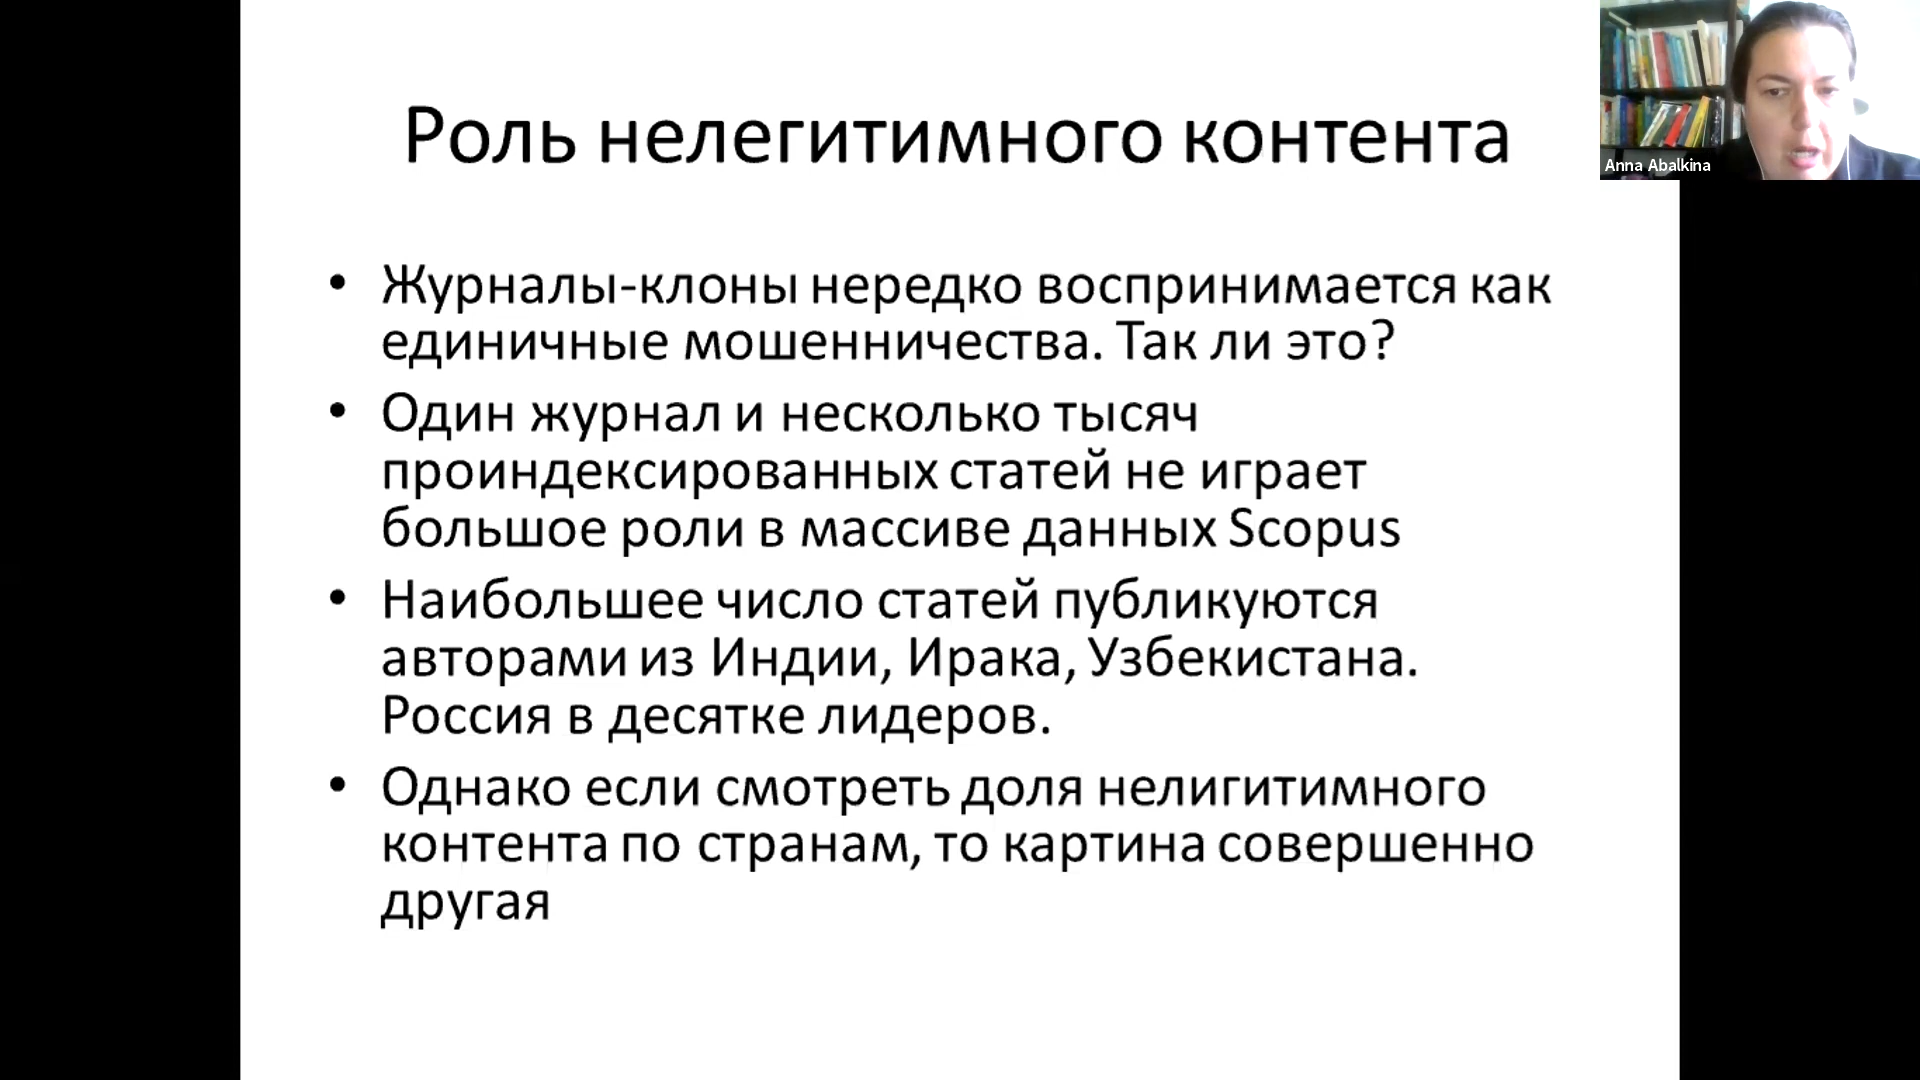 Роль нелегитимного контента
Anna Abalkina
• Журналы-клоны нередко воспринимается как
единичные мошенничества. Так ли это?
• Один журнал и несколько тысяч
проиндексированных статей не играет
большое роли в массиве данных Scopus
• Наибольшее число статей публикуются
авторами из Индии, Ирака, Узбекистана.
Россия в десятке лидеров.
• Однако если смотреть доля нелигитимного
контента по странам, то картина совершенно
другая